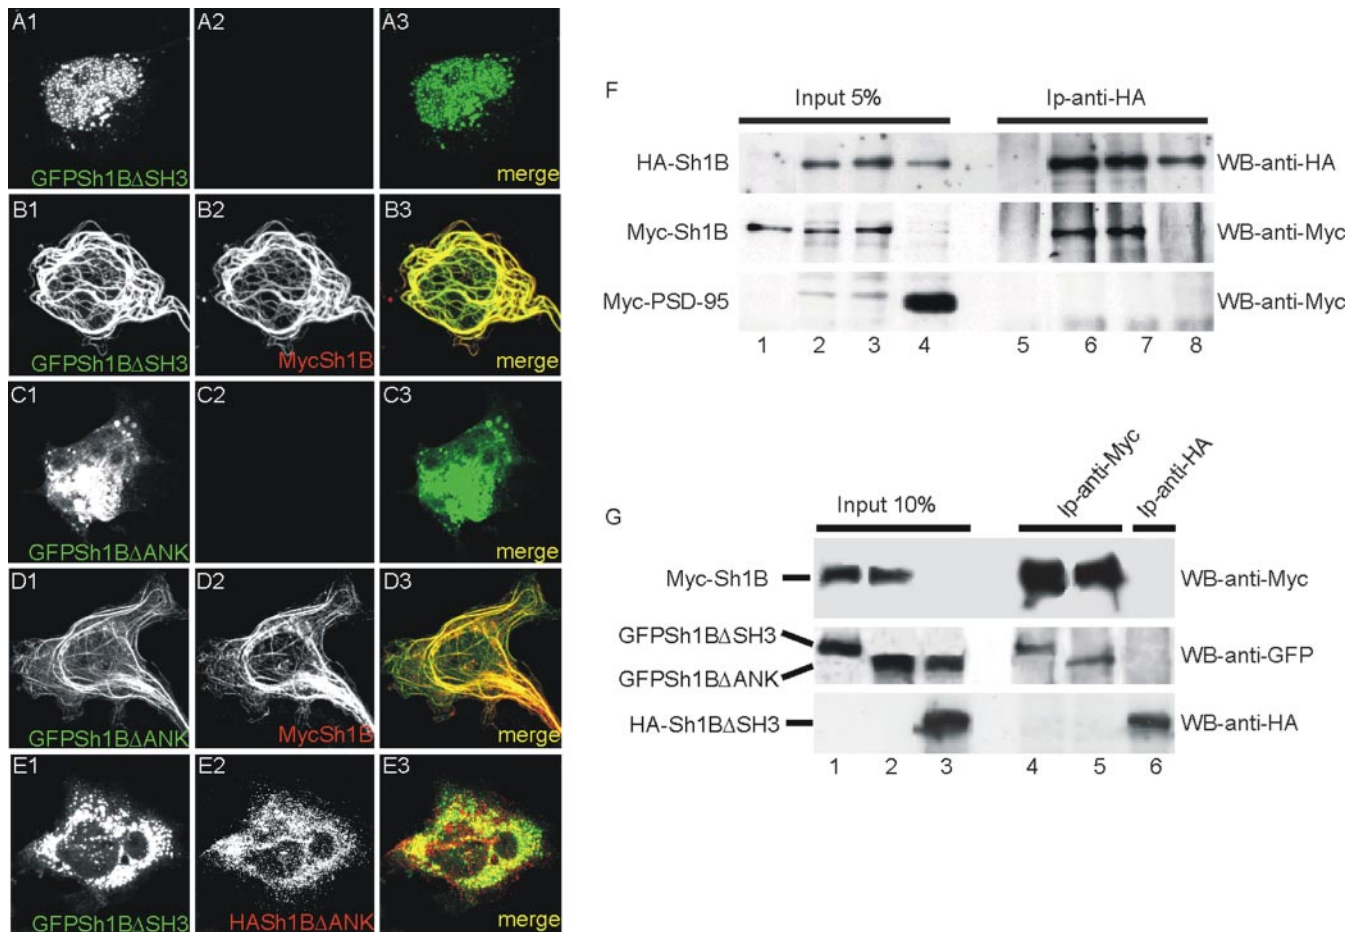 A1 A2 A3
GFPSh1BΔSH3 merge
B1 B2 B3
GFPSh1BΔSH3 MycSh1B merge
C1 C2 C3
GFPSh1BΔANK merge
D1 D2 D3
GFPSh1BΔANK MycSh1B merge
E1 E2 E3
GFPSh1BΔSH3 HASh1BΔANK merge
F
Input 5% Ip-anti-HA
HA-Sh1B WB-anti-HA
Myc-Sh1B WB-anti-Myc
Myc-PSD-95 WB-anti-Myc
1 2 3 4 5 6 7 8
G
Input 10% Ip-anti-Myc Ip-anti-HA
Myc-Sh1B WB-anti-Myc
GFPSh1BΔSH3
WB-anti-GFP
GFPSh1BΔANK
HA-Sh1BΔSH3 WB-anti-HA
1 2 3 4 5 6